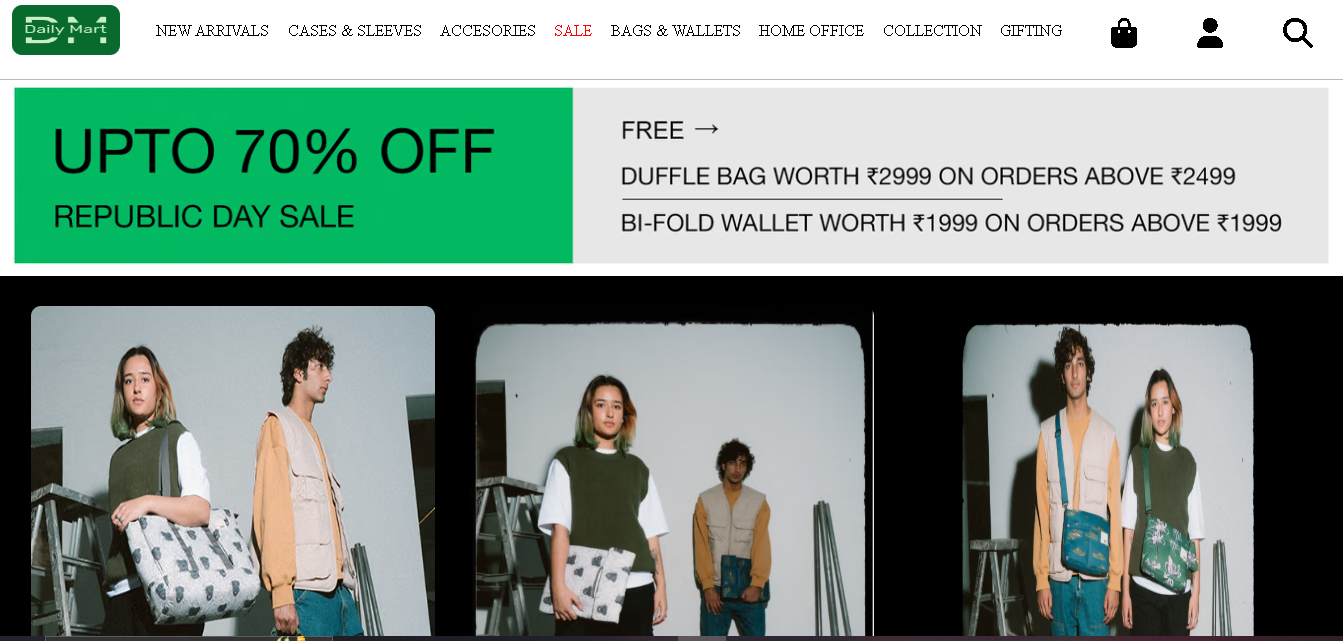 Daily Mart
DM
NEW ARRIVALS CASES & SLEEVES ACCESORIES SALE BAGS & WALLETS HOME OFFICE COLLECTION GIFTING
UPTO 70% OFF
REPUBLIC DAY SALE
FREE →
DUFFLE BAG WORTH ₹2999 ON ORDERS ABOVE ₹2499
BI-FOLD WALLET WORTH ₹1999 ON ORDERS ABOVE ₹1999